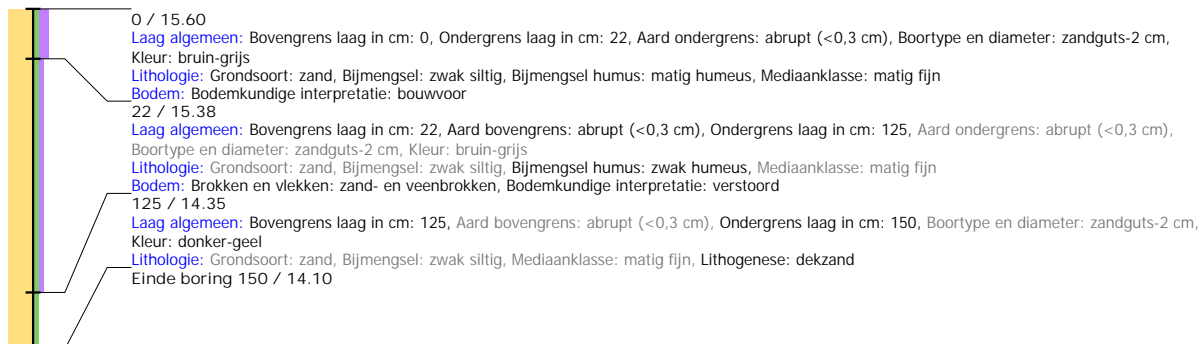 0 / 15.60
Laag algemeen: Bovengrens laag in cm: 0, Ondergrens laag in cm: 22, Aard ondergrens: abrupt (<0,3 cm), Boortype en diameter: zandguts-2 cm,
Kleur: bruin-grijs
Lithologie: Grondsoort: zand, Bijmengsel: zwak siltig, Bijmengsel humus: matig humeus, Mediaanklasse: matig fijn
Bodem: Bodemkundige interpretatie: bouwvoor
22 / 15.38
Laag algemeen: Bovengrens laag in cm: 22, Aard bovengrens: abrupt (<0,3 cm), Ondergrens laag in cm: 125, Aard ondergrens: abrupt (<0,3 cm),
Boortype en diameter: zandguts-2 cm, Kleur: bruin-grijs
Lithologie: Grondsoort: zand, Bijmengsel: zwak siltig, Bijmengsel humus: zwak humeus, Mediaanklasse: matig fijn
Bodem: Brokken en vlekken: zand- en veenbrokken, Bodemkundige interpretatie: verstoord
125 / 14.35
Laag algemeen: Bovengrens laag in cm: 125, Aard bovengrens: abrupt (<0,3 cm), Ondergrens laag in cm: 150, Boortype en diameter: zandguts-2 cm,
Kleur: donker-geel
Lithologie: Grondsoort: zand, Bijmengsel: zwak siltig, Mediaanklasse: matig fijn, Lithogenese: dekzand
Einde boring 150 / 14.10